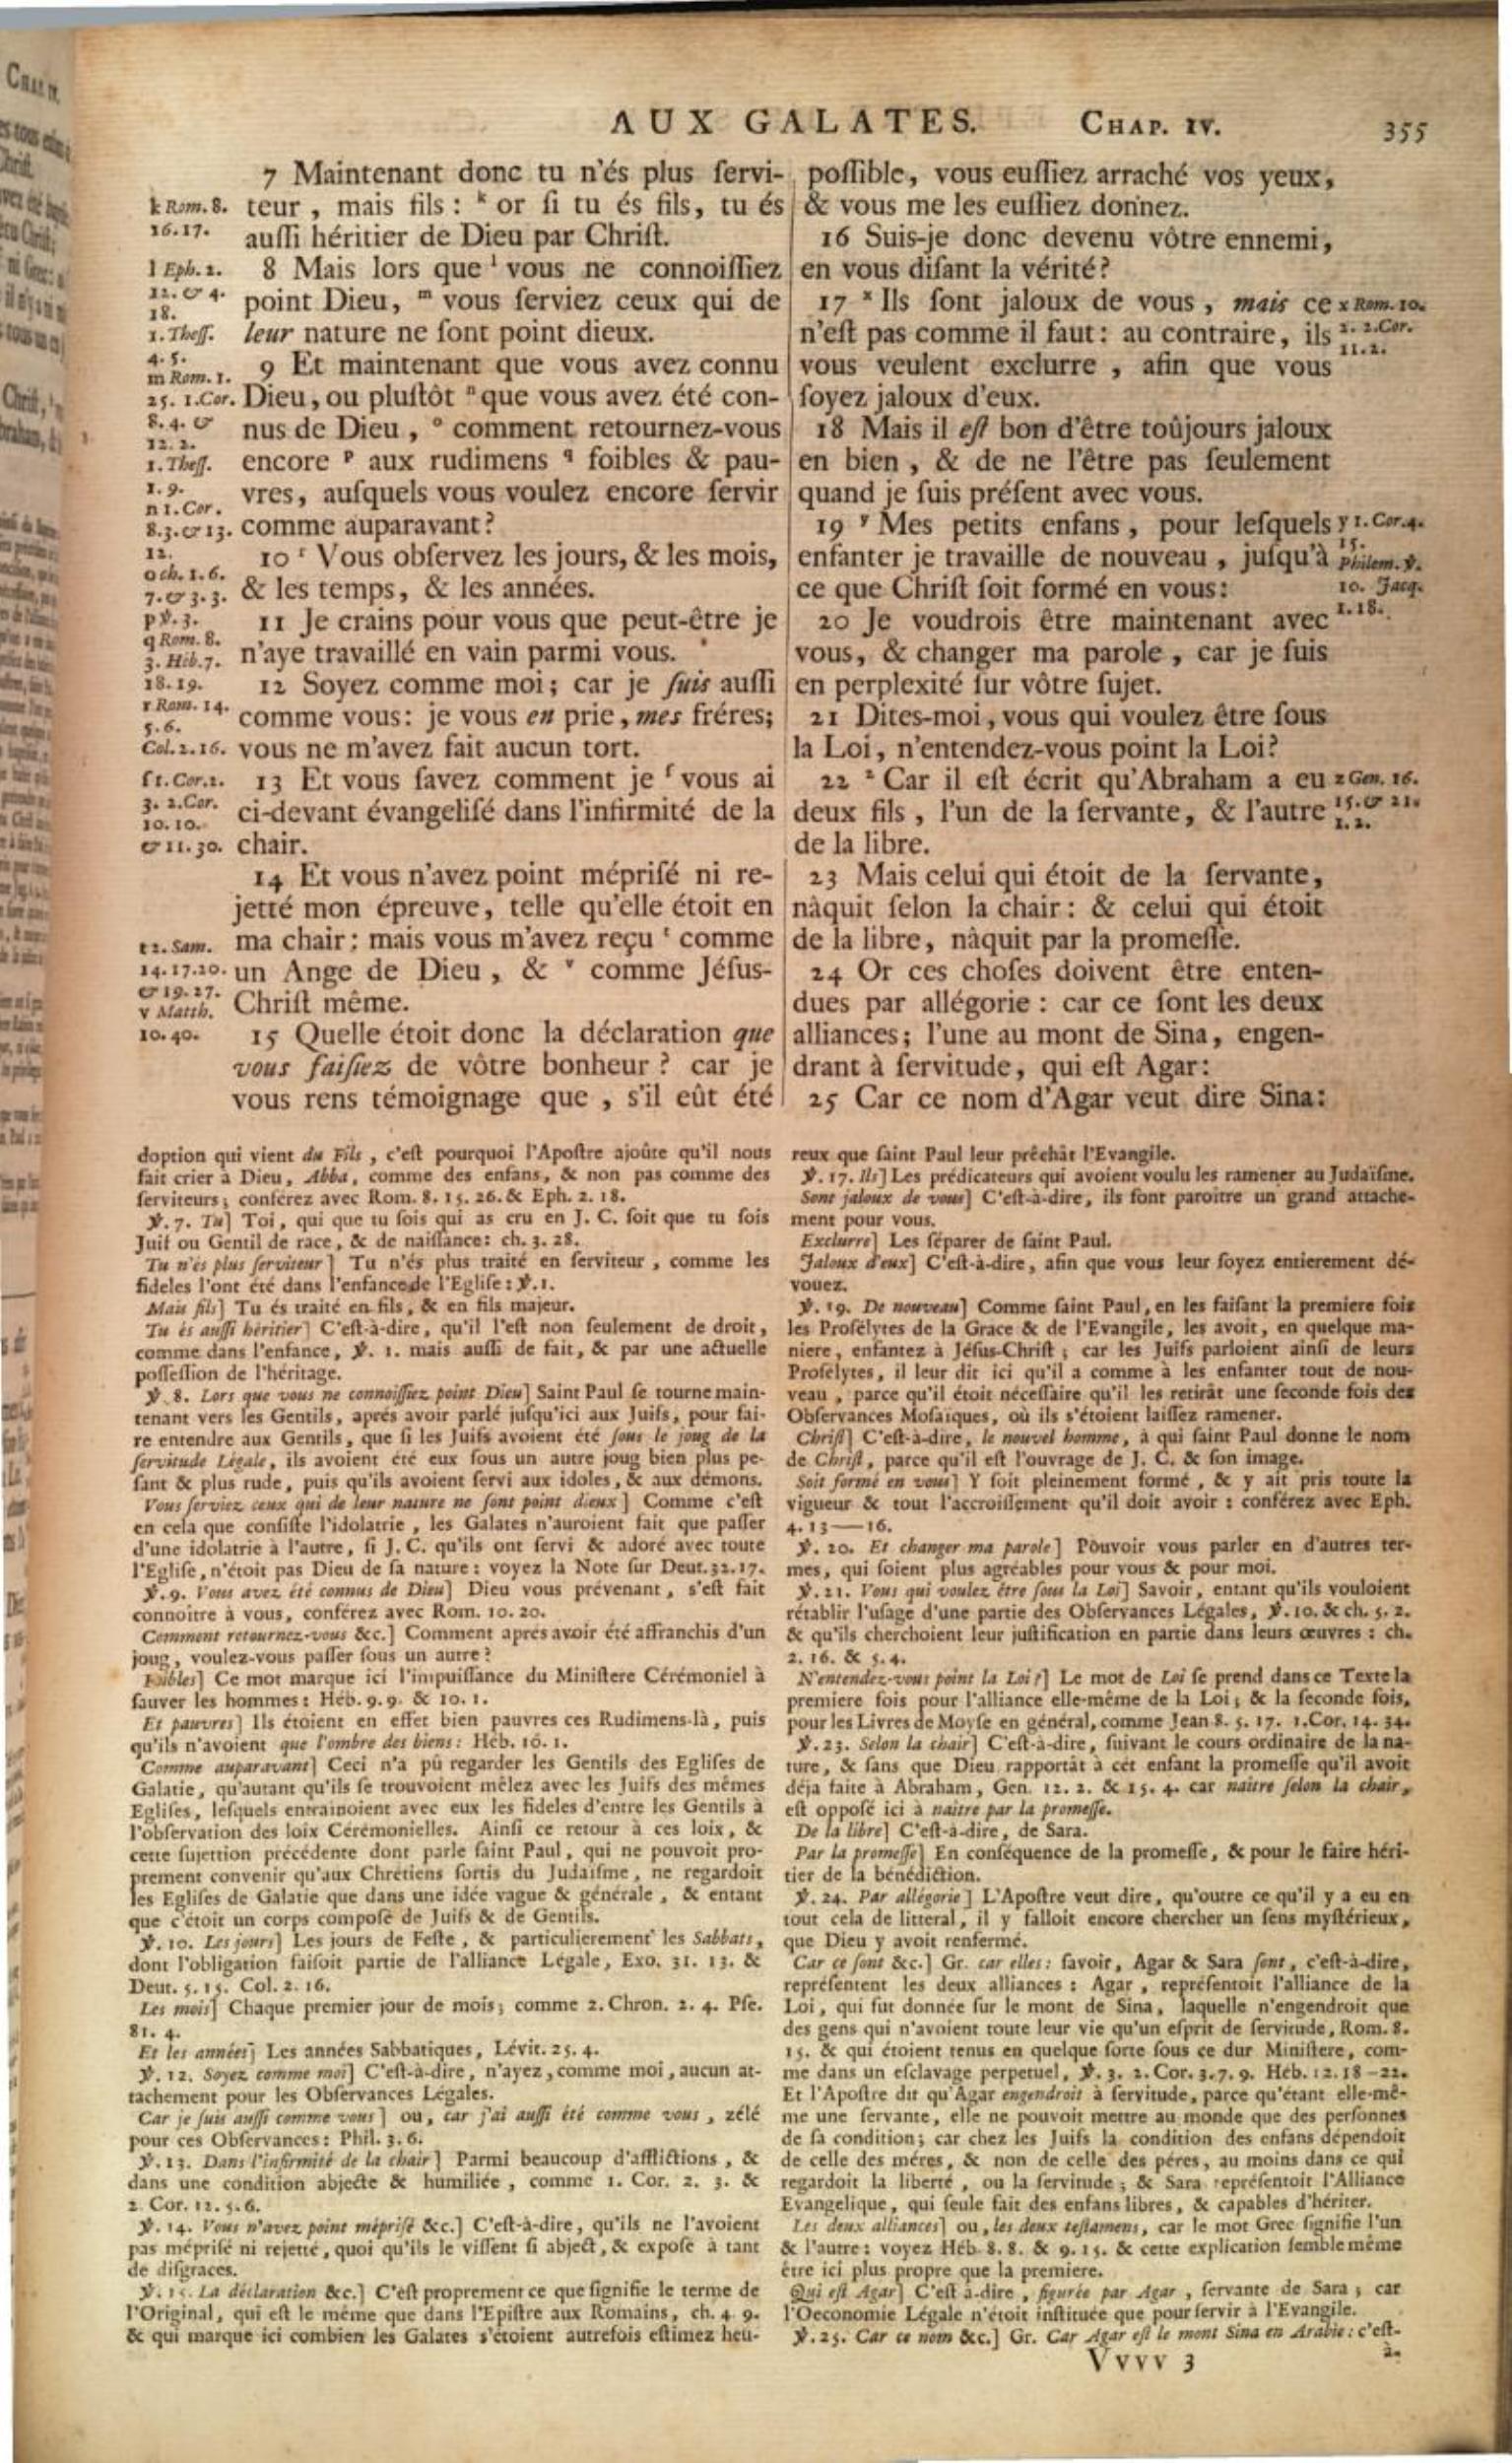 AUX GALATES. CHAP. IV. 355
7 Maintenant donc tu n'és plus servi-
teur, mais fils : k or si tu és fils, tu és
aussi héritier de Dieu par Christ.
8 Mais lors que l vous ne connoissiez
point Dieu, m vous serviez ceux qui de
leur nature ne sont point dieux.
9 Et maintenant que vous avez connu
Dieu, ou plustôt n que vous avez été con-
nus de Dieu, o comment retournez-vous
encore p aux rudimens q foibles & pau-
vres, ausquels vous voulez encore servir
comme auparavant?
10 r Vous observez les jours, & les mois,
& les temps, & les années.
11 Je crains pour vous que peut-être je
n'aye travaillé en vain parmi vous.
12 Soyez comme moi; car je suis aussi
comme vous: je vous en prie, mes fréres;
vous ne m'avez fait aucun tort.
13 Et vous savez comment je s vous ai
ci-devant évangelisé dans l'infirmité de la
chair.
14 Et vous n'avez point méprisé ni re-
jetté mon épreuve, telle qu'elle étoit en
ma chair; mais vous m'avez reçu t comme
un Ange de Dieu, & v comme Jésus-
Christ même.
15 Quelle étoit donc la déclaration que
vous faisiez de vôtre bonheur? car je
vous rens témoignage que, s'il eût été
k Rom. 8.
16. 17.
l Eph. 2.
12. & 4.
18.
1. Thess.
4. 5.
m Rom. 1.
25. 1. Cor.
8. 4. &
12. 2.
1. Thess.
1. 9.
n 1. Cor.
8. 3. & 13.
12.
o ch. 1. 6.
7. & 3. 3.
p ℣. 3.
q Rom. 8.
3. Héb. 7.
18. 19.
r Rom. 14.
5. 6.
Col. 2. 16.
s 1. Cor. 2.
3. 2. Cor.
10. 10.
& 11. 30.
t 2. Sam.
14. 17. 20.
& 19. 27.
v Matth.
10. 40.
possible, vous eussiez arraché vos yeux,
& vous me les eussiez donnez.
16 Suis-je donc devenu vôtre ennemi,
en vous disant la vérité?
17 x Ils sont jaloux de vous, mais ce
n'est pas comme il faut: au contraire, ils
vous veulent exclurre, afin que vous
soyez jaloux d'eux.
18 Mais il est bon d'être toûjours jaloux
en bien, & de ne l'être pas seulement
quand je suis présent avec vous.
19 y Mes petits enfans, pour lesquels
enfanter je travaille de nouveau, jusqu'à
ce que Christ soit formé en vous:
20 Je voudrois être maintenant avec
vous, & changer ma parole, car je suis
en perplexité sur vôtre sujet.
21 Dites-moi, vous qui voulez être sous
la Loi, n'entendez-vous point la Loi?
22 z Car il est écrit qu'Abraham a eu
deux fils, l'un de la servante, & l'autre
de la libre.
23 Mais celui qui étoit de la servante,
nâquit selon la chair: & celui qui étoit
de la libre, nâquit par la promesse.
24 Or ces choses doivent être enten-
dues par allégorie: car ce sont les deux
alliances; l'une au mont de Sina, engen-
drant à servitude, qui est Agar:
25 Car ce nom d'Agar veut dire Sina:
x Rom. 10.
2. 2. Cor.
11. 2.
y 1. Cor. 4.
15.
Philem. ℣.
10. Jacq.
1. 18.
z Gen. 16.
15. & 21.
1. 2.
doption qui vient du Fils, c'est pourquoi l'Apostre ajoûte qu'il nous
fait crier à Dieu, Abba, comme des enfans, & non pas comme des
serviteurs; conférez avec Rom. 8. 15. 26. & Eph. 2. 18.
℣. 7. Tu] Toi, qui que tu sois qui as cru en J. C. soit que tu sois
Juif ou Gentil de race, & de naissance: ch. 3. 28.
Tu n'és plus serviteur] Tu n'és plus traité en serviteur, comme les
fideles l'ont été dans l'enfance de l'Eglise: ℣. 1.
Mais fils] Tu és traité en fils, & en fils majeur.
Tu és aussi héritier] C'est-à-dire, qu'il l'est non seulement de droit,
comme dans l'enfance, ℣. 1. mais aussi de fait, & par une actuelle
possession de l'héritage.
℣ 8. Lors que vous ne connoissiez point Dieu] Saint Paul se tourne main-
tenant vers les Gentils, aprés avoir parlé jusqu'ici aux Juifs, pour fai-
re entendre aux Gentils, que si les Juifs avoient été sous le joug de la
servitude Légale, ils avoient été eux sous un autre joug bien plus pe-
sant & plus rude, puis qu'ils avoient servi aux idoles, & aux démons.
Vous serviez ceux qui de leur nature ne sont point dieux] Comme c'est
en cela que consiste l'idolatrie, les Galates n'auroient fait que passer
d'une idolatrie à l'autre, si J. C. qu'ils ont servi & adoré avec toute
l'Eglise, n'étoit pas Dieu de sa nature: voyez la Note sur Deut. 32. 17.
℣. 9. Vous avez été connus de Dieu] Dieu vous prévenant, s'est fait
connoitre à vous, conférez avec Rom. 10. 20.
Comment retournez-vous &c.] Comment aprés avoir été affranchis d'un
joug, voulez-vous passer sous un autre?
Foibles] Ce mot marque ici l'impuissance du Ministere Cérémoniel à
sauver les hommes: Héb. 9. 9. & 10. 1.
Et pauvres] Ils étoient en effet bien pauvres ces Rudimens-là, puis
qu'ils n'avoient que l'ombre des biens: Héb. 10. 1.
Comme auparavant] Ceci n'a pû regarder les Gentils des Eglises de
Galatie, qu'autant qu'ils se trouvoient mêlez avec les Juifs des mêmes
Eglises, lesquels entrainoient avec eux les fideles d'entre les Gentils à
l'observation des loix Cérémonielles. Ainsi ce retour à ces loix, &
cette sujettion précédente dont parle saint Paul, qui ne pouvoit pro-
prement convenir qu'aux Chrétiens sortis du Judaïsme, ne regardoit
les Eglises de Galatie que dans une idée vague & générale, & entant
que c'étoit un corps composé de Juifs & de Gentils.
℣. 10. Les jours] Les jours de Feste, & particulierement les Sabbats,
dont l'obligation faisoit partie de l'alliance Légale, Exo. 31. 13. &
Deut. 5. 15. Col. 2. 16.
Les mois] Chaque premier jour de mois; comme 2. Chron. 2. 4. Pse.
81. 4.
Et les années] Les années Sabbatiques, Lévit. 25. 4.
℣. 12. Soyez comme moi] C'est-à-dire, n'ayez, comme moi, aucun at-
tachement pour les Observances Légales.
Car je suis aussi comme vous] ou, car j'ai aussi été comme vous, zélé
pour ces Observances: Phil. 3. 6.
℣. 13. Dans l'infirmité de la chair] Parmi beaucoup d'afflictions, &
dans une condition abjecte & humiliée, comme 1. Cor. 2. 3. &
2 Cor. 12. 5. 6.
℣. 14. Vous n'avez point méprisé &c.] C'est-à-dire, qu'ils ne l'avoient
pas méprisé ni rejetté, quoi qu'ils le vissent si abject, & exposé à tant
de disgraces.
℣. 15. La déclaration &c.] C'est proprement ce que signifie le terme de
l'Original, qui est le même que dans l'Epistre aux Romains, ch. 4. 9.
& qui marque ici combien les Galates s'étoient autrefois estimez heu-
reux que saint Paul leur prêchât l'Evangile.
℣. 17. Ils] Les prédicateurs qui avoient voulu les ramener au Judaïsme.
Sont jaloux de vous] C'est-à-dire, ils font paroitre un grand attache-
ment pour vous.
Exclurre] Les séparer de saint Paul.
Jaloux d'eux] C'est-à-dire, afin que vous leur soyez entierement dé-
vouez.
℣. 19. De nouveau] Comme saint Paul, en les faisant la premiere fois
les Prosélytes de la Grace & de l'Evangile, les avoit, en quelque ma-
niere, enfantez à Jésus-Christ; car les Juifs parloient ainsi de leurs
Proselytes, il leur dit ici qu'il a comme à les enfanter tout de nou-
veau, parce qu'il étoit nécessaire qu'il les retirât une seconde fois des
Observances Mosaïques, où ils s'étoient laissez ramener.
Christ] C'est-à-dire, le nouvel homme, à qui saint Paul donne le nom
de Christ, parce qu'il est l'ouvrage de J. C. & son image.
Soit formé en vous] Y soit pleinement formé, & y ait pris toute la
vigueur & tout l'accroissement qu'il doit avoir: conférez avec Eph.
4. 13—16.
℣. 20. Et changer ma parole] Pouvoir vous parler en d'autres ter-
mes, qui soient plus agréables pour vous & pour moi.
℣. 21. Vous qui voulez être sous la Loi] Savoir, entant qu'ils vouloient
rétablir l'usage d'une partie des Observances Légales, ℣. 10. & ch. 5. 2.
& qu'ils cherchoient leur justification en partie dans leurs œuvres: ch.
2. 16. & 5. 4.
N'entendez-vous point la Loi?] Le mot de Loi se prend dans ce Texte la
premiere fois pour l'alliance elle-même de la Loi; & la seconde fois,
pour les Livres de Moyse en général, comme Jean 8. 5. 17. 1. Cor. 14. 34.
℣. 23. Selon la chair] C'est-à-dire, suivant le cours ordinaire de la na-
ture, & sans que Dieu rapportât à cét enfant la promesse qu'il avoit
déja faite à Abraham, Gen. 12. 2. & 15. 4. car naitre selon la chair,
est opposé ici à naitre par la promesse.
De la libre] C'est-à-dire, de Sara.
Par la promesse] En conséquence de la promesse, & pour le faire héri-
tier de la bénédiction.
℣. 24. Par allégorie] L'Apostre veut dire, qu'outre ce qu'il y a eu en
tout cela de litteral, il y falloit encore chercher un sens mystérieux,
que Dieu y avoit renfermé.
Car ce sont &c.] Gr. car elles: savoir, Agar & Sara sont, c'est-à-dire,
représentent les deux alliances: Agar, représentoit l'alliance de la
Loi, qui fut donnée sur le mont de Sina, laquelle n'engendroit que
des gens qui n'avoient toute leur vie qu'un esprit de servitude, Rom. 8.
15. & qui étoient tenus en quelque sorte sous ce dur Ministere, com-
me dans un esclavage perpetuel, ℣. 3. 2. Cor. 3. 7. 9. Héb. 12. 18—22.
Et l'Apostre dit qu'Agar engendroit à servitude, parce qu'étant elle-mê-
me une servante, elle ne pouvoit mettre au monde que des personnes
de sa condition; car chez les Juifs la condition des enfans dépendoit
de celle des méres, & non de celle des péres, au moins dans ce qui
regardoit la liberté, ou la servitude; & Sara représentoit l'Alliance
Evangelique, qui seule fait des enfans libres, & capables d'hériter.
Les deux alliances] ou, les deux testamens, car le mot Grec signifie l'un
& l'autre: voyez Héb. 8. 8. & 9. 15. & cette explication semble même
être ici plus propre que la premiere.
Qui est Agar] C'est à-dire, figurée par Agar, servante de Sara; car
l'Oeconomie Légale n'étoit instituée que pour servir à l'Evangile.
℣. 25. Car ce nom &c.] Gr. Car Agar est le mont Sina en Arabie: c'est-
Vvvv 3
à-